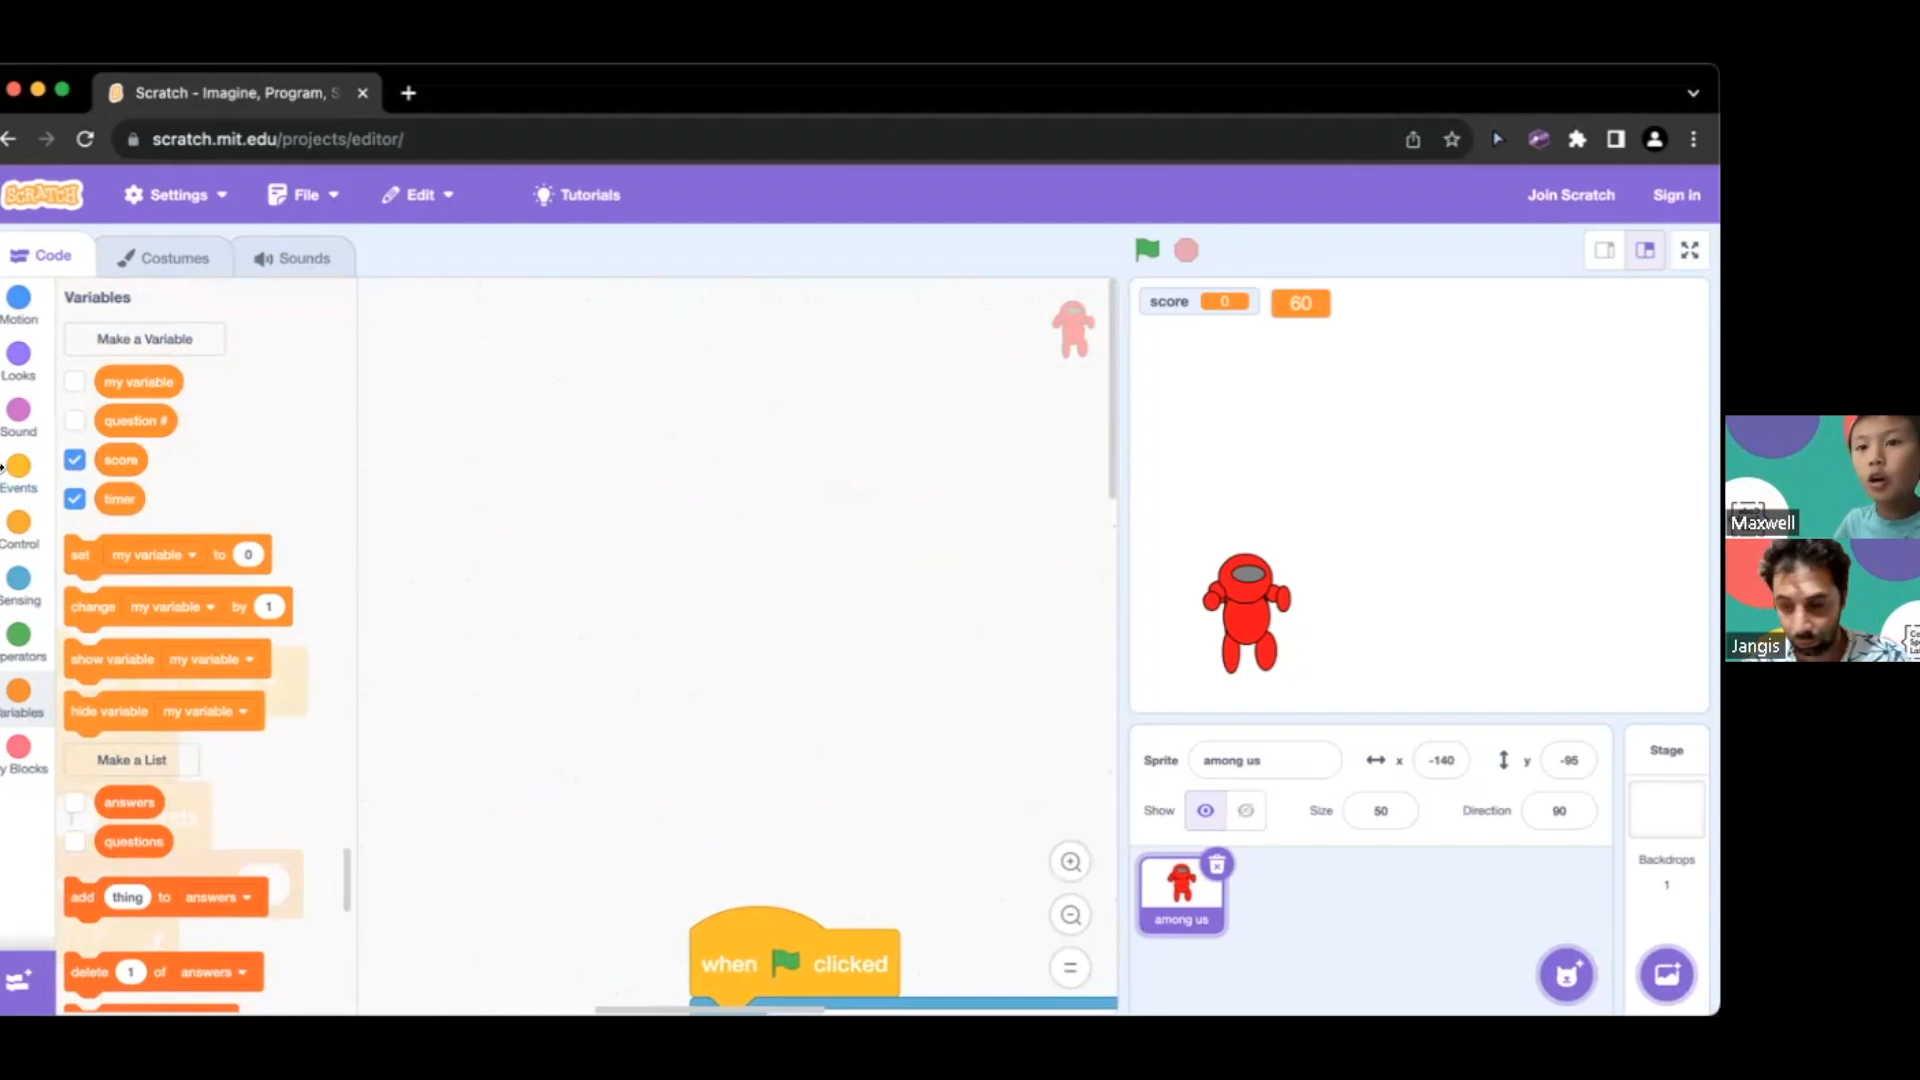 Scratch - Imagine, Program, S
scratch.mit.edu/projects/editor/
SCRATCH
Settings
File
Edit
Tutorials
Join Scratch
Sign in
Code
Costumes
Sounds
Motion
Looks
Sound
Events
Control
Sensing
perators
ariables
y Blocks
Variables
Make a Variable
my variable
question #
score
timer
set my variable to 0
change my variable by 1
show variable my variable
hide variable my variable
Make a List
answers
questions
add thing to answers
delete 1 of answers
when clicked
score 0
60
Sprite among us x -140 y -95
Show Size 50 Direction 90
among us
Stage
Backdrops
1
Maxwell
Jangis